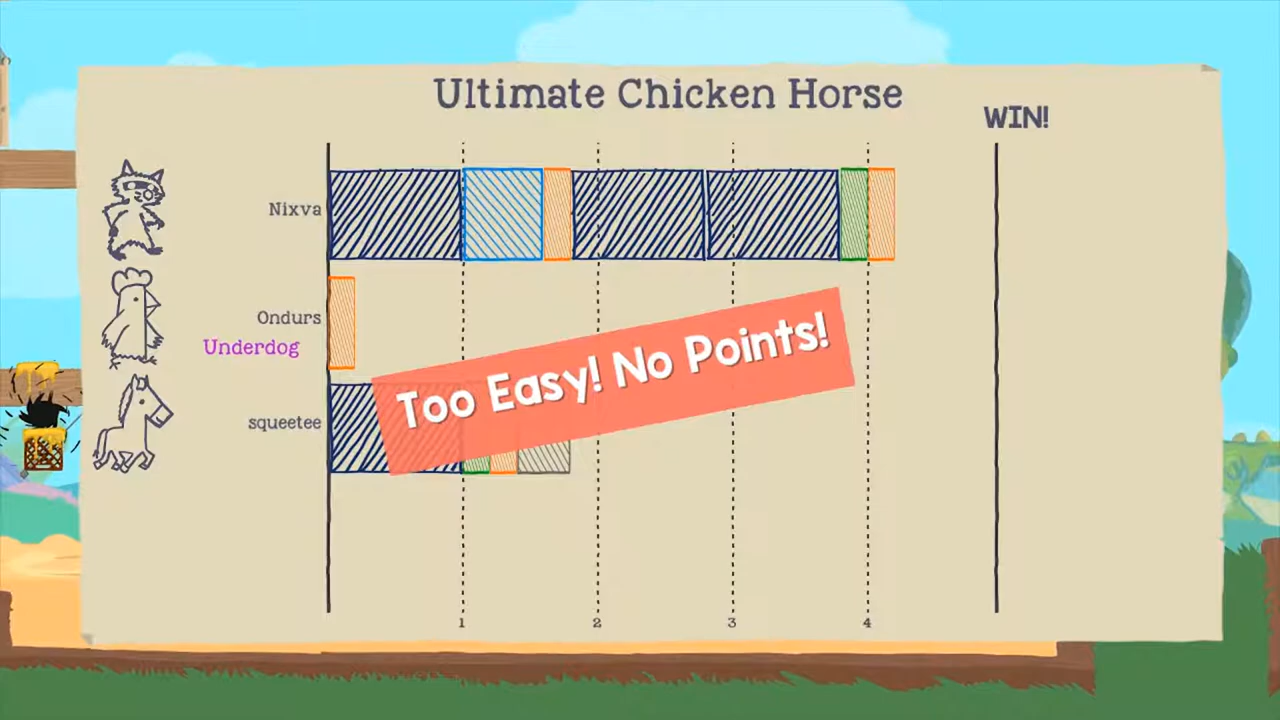 Ultimate Chicken Horse
WIN!
Nixva
Ondurs
Underdog
Too Easy! No Points!
squeetee
1 2 3 4